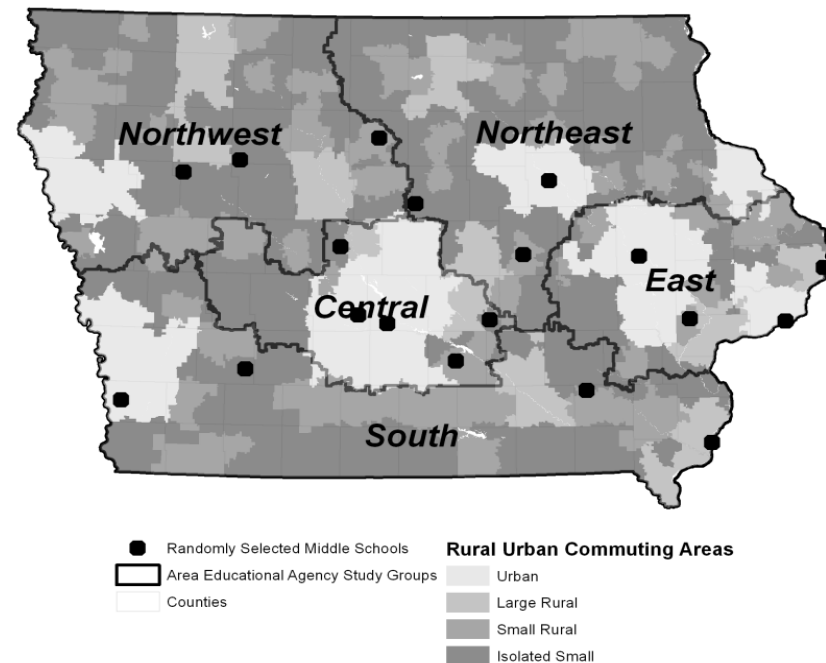 Northwest
Northeast
East
Central
South
Randomly Selected Middle Schools
Area Educational Agency Study Groups
Counties
Rural Urban Commuting Areas
Urban
Large Rural
Small Rural
Isolated Small